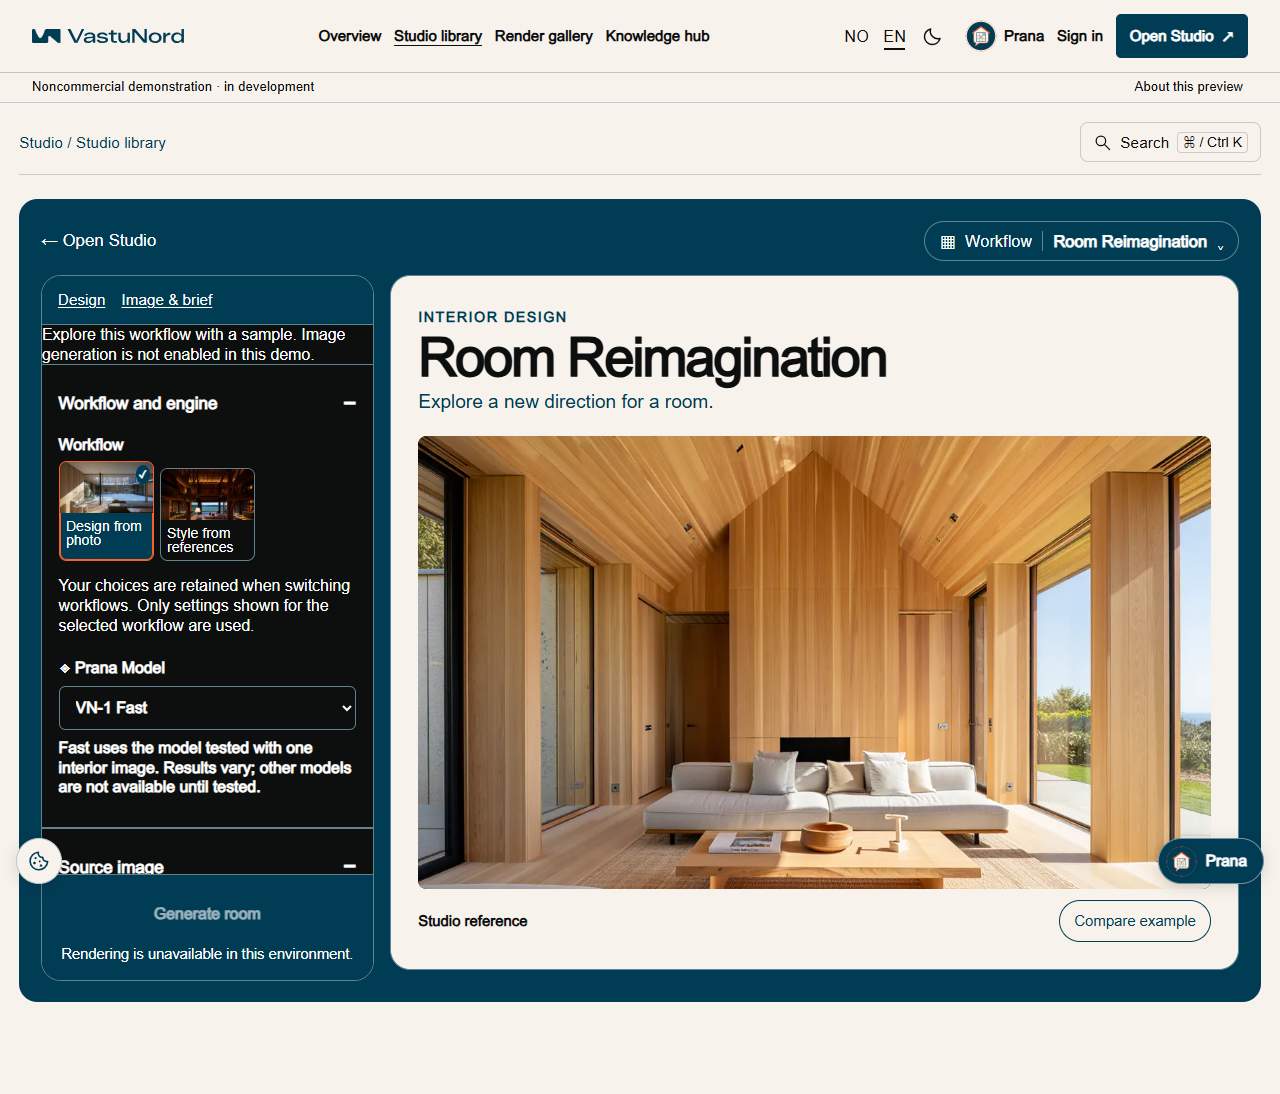 VastuNord
Overview Studio library Render gallery Knowledge hub
NO EN Prana Sign in Open Studio ↗
Noncommercial demonstration · in development
About this preview
Studio / Studio library
Search ⌘ / Ctrl K
← Open Studio
Workflow Room Reimagination
Design Image & brief
Explore this workflow with a sample. Image
generation is not enabled in this demo.
Workflow and engine
Workflow
Design from
photo
Style from
references
Your choices are retained when switching
workflows. Only settings shown for the
selected workflow are used.
Prana Model
VN-1 Fast
Fast uses the model tested with one
interior image. Results vary; other models
are not available until tested.
Source image
Generate room
Rendering is unavailable in this environment.
INTERIOR DESIGN
Room Reimagination
Explore a new direction for a room.
Studio reference
Compare example
Prana